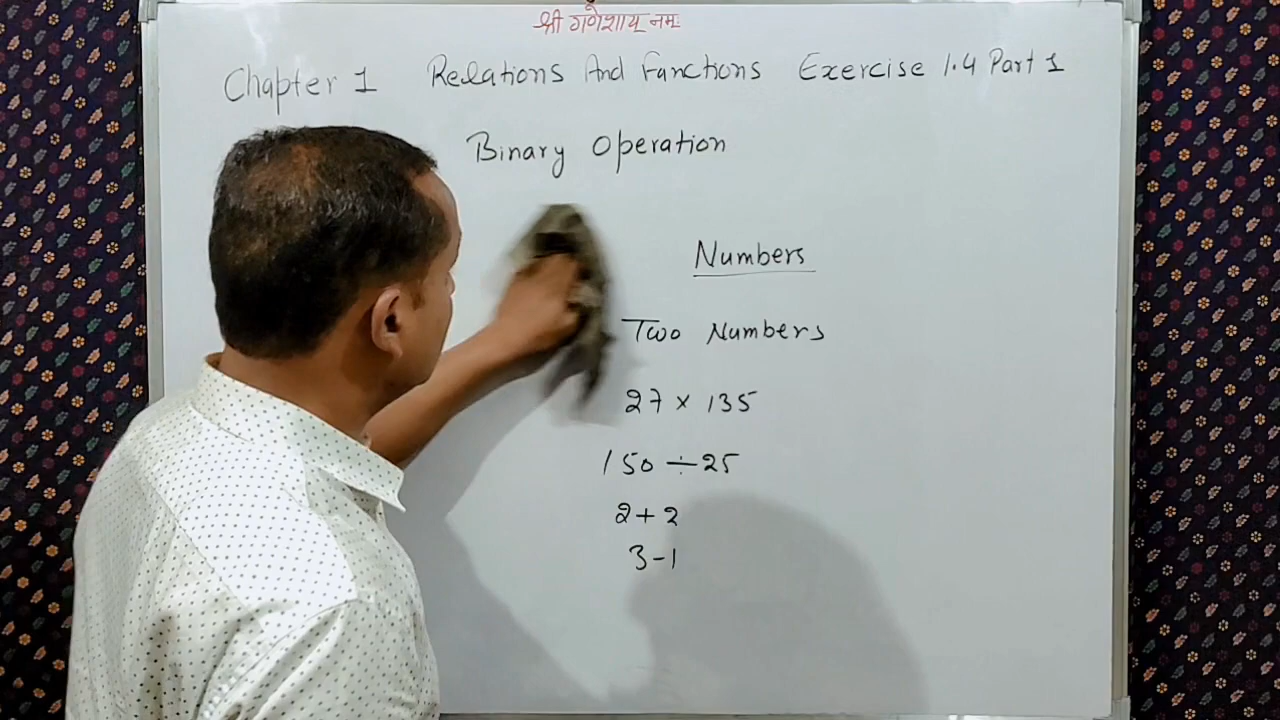 श्री गणेशाय नमः
Chapter 1 Relations And Functions Exercise 1.4 Part 1
Binary Operation
Numbers
Two Numbers
27 × 135
150 ÷ 25
2 + 2
3 - 1